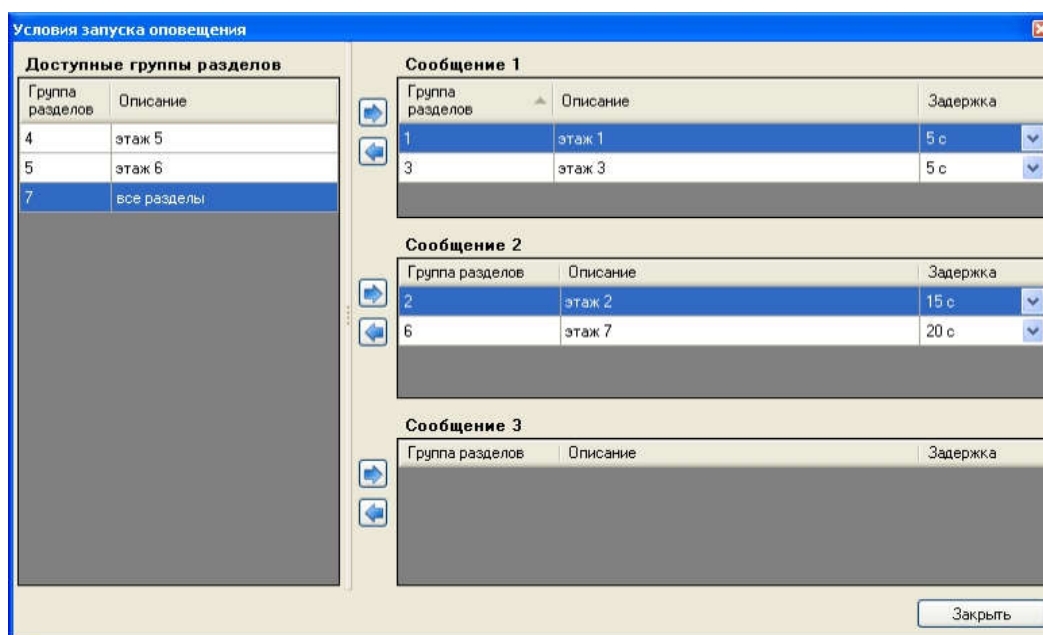 Условия запуска оповещения
Доступные группы разделов
Группа разделов Описание
4 этаж 5
5 этаж 6
7 все разделы
Сообщение 1
Группа разделов Описание Задержка
1 этаж 1 5 с
3 этаж 3 5 с
Сообщение 2
Группа разделов Описание Задержка
2 этаж 2 15 с
6 этаж 7 20 с
Сообщение 3
Группа разделов Описание Задержка
Закрыть